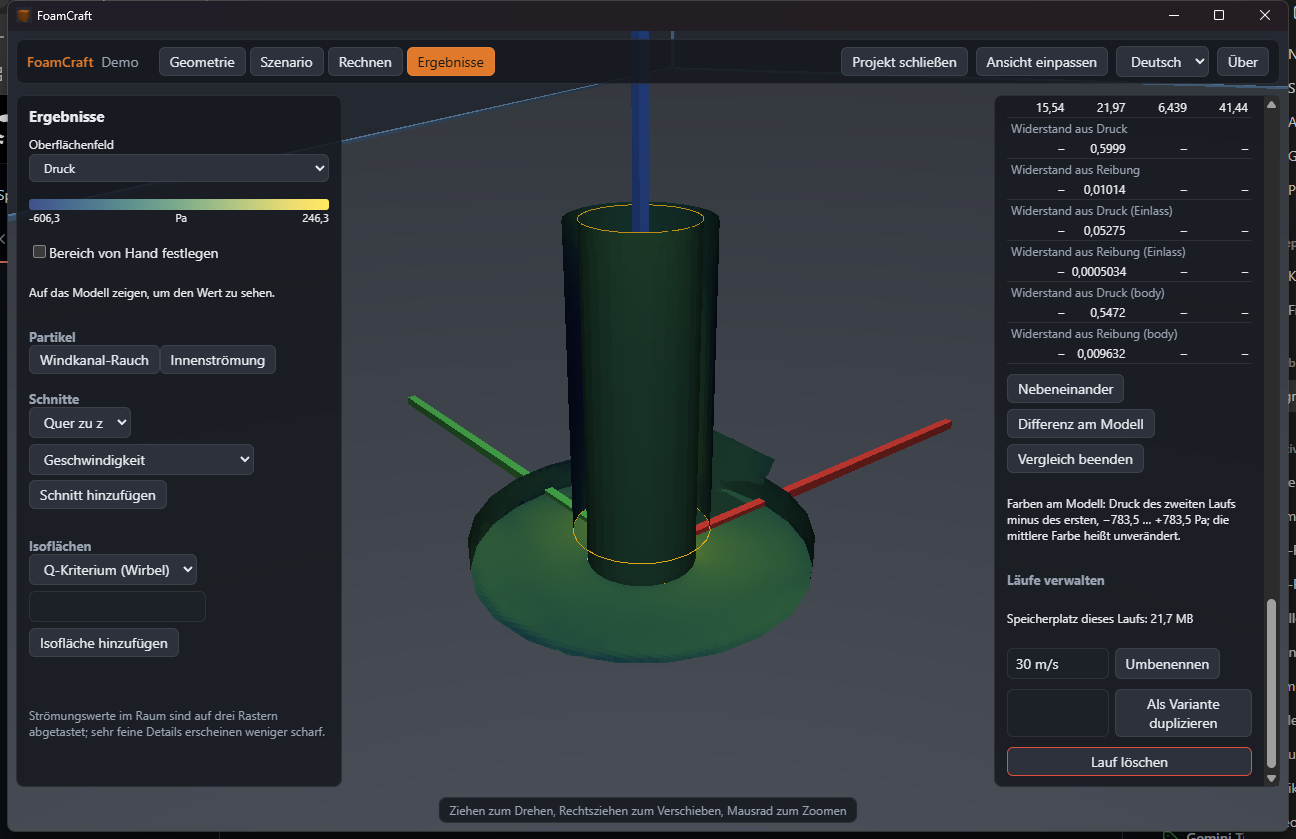 FoamCraft
FoamCraft Demo Geometrie Szenario Rechnen Ergebnisse Projekt schließen Ansicht einpassen Deutsch Über
Ergebnisse
Oberflächenfeld
Druck
-606,3 Pa 246,3
Bereich von Hand festlegen
Auf das Modell zeigen, um den Wert zu sehen.
Partikel
Windkanal-Rauch Innenströmung
Schnitte
Quer zu z
Geschwindigkeit
Schnitt hinzufügen
Isoflächen
Q-Kriterium (Wirbel)
Isofläche hinzufügen
Strömungswerte im Raum sind auf drei Rastern
abgetastet; sehr feine Details erscheinen weniger scharf.
15,54 21,97 6,439 41,44
Widerstand aus Druck
– 0,5999 – –
Widerstand aus Reibung
– 0,01014 – –
Widerstand aus Druck (Einlass)
– 0,05275 – –
Widerstand aus Reibung (Einlass)
– 0,0005034 – –
Widerstand aus Druck (body)
– 0,5472 – –
Widerstand aus Reibung (body)
– 0,009632 – –
Nebeneinander
Differenz am Modell
Vergleich beenden
Farben am Modell: Druck des zweiten Laufs
minus des ersten, −783,5 … +783,5 Pa; die
mittlere Farbe heißt unverändert.
Läufe verwalten
Speicherplatz dieses Laufs: 21,7 MB
30 m/s Umbenennen
Als Variante
duplizieren
Lauf löschen
Ziehen zum Drehen, Rechtsziehen zum Verschieben, Mausrad zum Zoomen